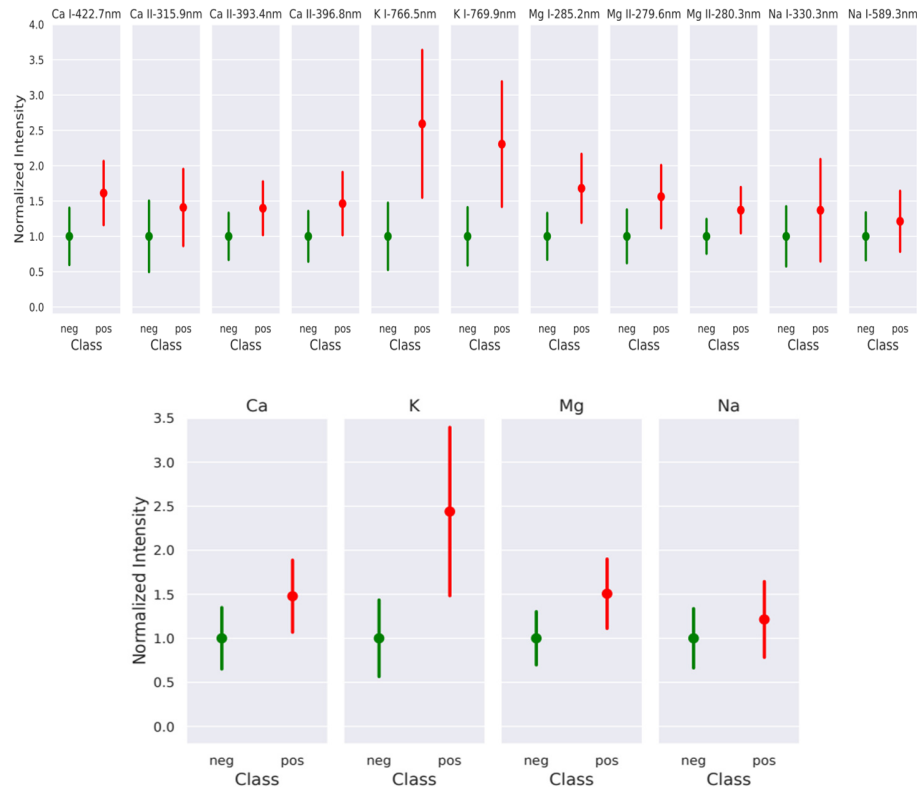 Ca I-422.7nm Ca II-315.9nm Ca II-393.4nm Ca II-396.8nm K I-766.5nm K I-769.9nm Mg I-285.2nm Mg II-279.6nm Mg II-280.3nm Na I-330.3nm Na I-589.3nm
4.0
3.5
3.0
2.5
2.0
1.5
1.0
0.5
0.0
Normalized Intensity
neg pos neg pos neg pos neg pos neg pos neg pos neg pos neg pos neg pos neg pos neg pos
Class Class Class Class Class Class Class Class Class Class Class
Ca K Mg Na
3.5
3.0
2.5
2.0
1.5
1.0
0.5
0.0
Normalized Intensity
neg pos neg pos neg pos neg pos
Class Class Class Class